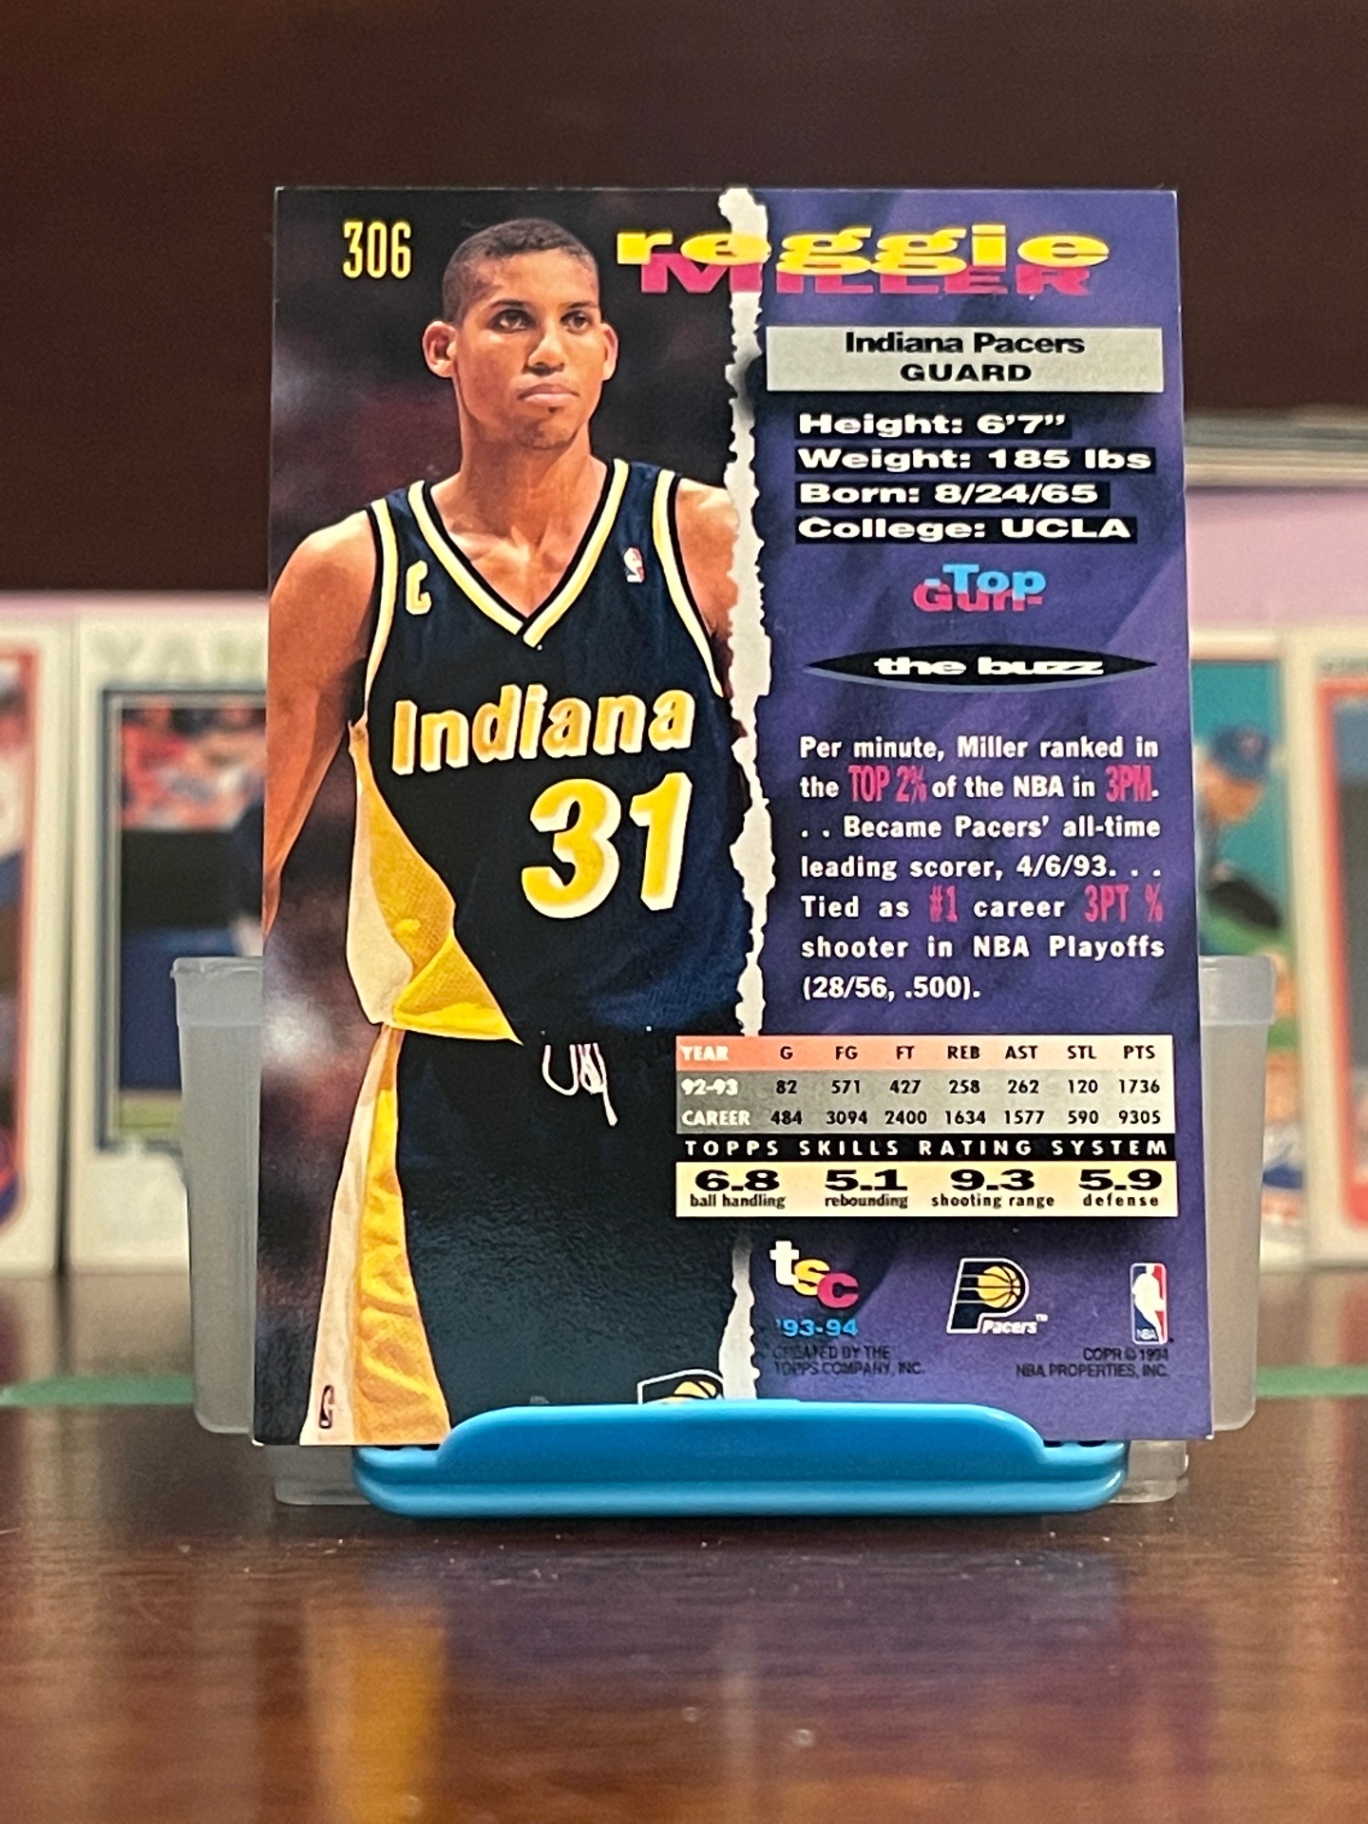 306
reggie
MILLER
Indiana Pacers
GUARD
Height: 6'7"
Weight: 185 lbs
Born: 8/24/65
College: UCLA
-Top
Gun-
the buzz
C
Indiana
31
Per minute, Miller ranked in
the TOP 2% of the NBA in 3PM.
. . Became Pacers' all-time
leading scorer, 4/6/93. . .
Tied as #1 career 3PT %
shooter in NBA Playoffs
(28/56, .500).
YEAR G FG FT REB AST STL PTS
92-93 82 571 427 258 262 120 1736
CAREER 484 3094 2400 1634 1577 590 9305
TOPPS SKILLS RATING SYSTEM
6.8 5.1 9.3 5.9
ball handling rebounding shooting range defense
tsc
'93-94
CREATED BY THE
TOPPS COMPANY, INC.
Pacers™
NBA
COPR © 1994
NBA PROPERTIES, INC.